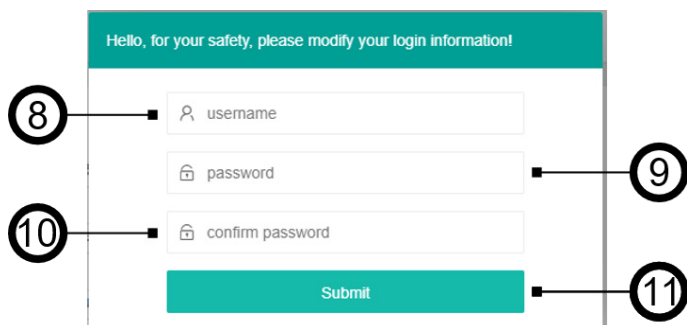 Hello, for your safety, please modify your login information!
8
username
password
9
10
confirm password
Submit
11